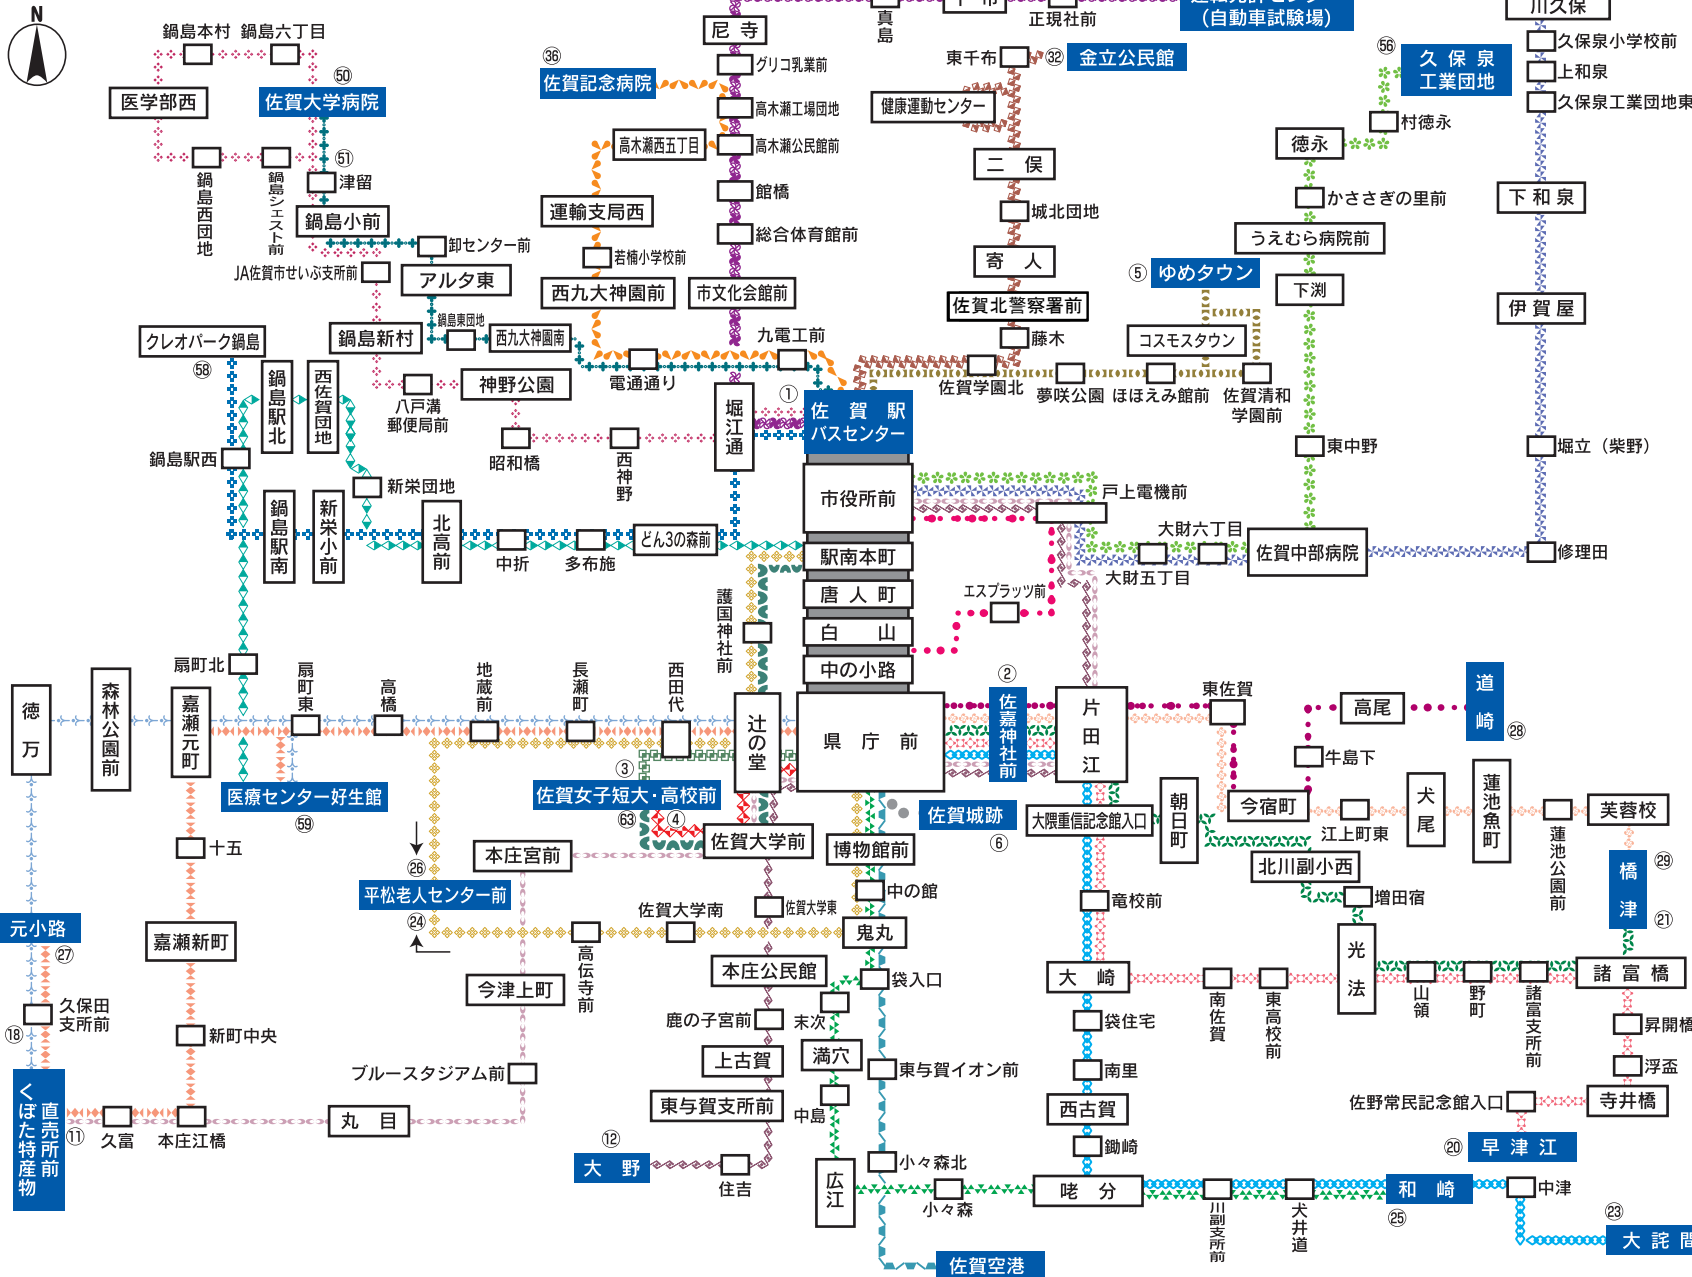 N
鍋島本村
鍋島六丁目
医学部西
㊿
佐賀大学病院
51
鍋島西団地
鍋島シェスト前
津留
鍋島小前
卸センター前
JA佐賀市せいぶ支所前
アルタ東
鍋島東団地
クレオパーク鍋島
58
鍋島新村
西九大神園南
八戸溝郵便局前
神野公園
昭和橋
西神野
堀江通
鍋島駅北
西佐賀団地
鍋島駅西
新栄団地
鍋島駅南
新栄小前
北高前
中折
多布施
どん3の森前
㊱
佐賀記念病院
尼寺
グリコ乳業前
高木瀬工場団地
高木瀬公民館前
高木瀬西五丁目
館橋
運輸支局西
若楠小学校前
総合体育館前
西九大神園前
市文化会館前
九電工前
電通通り
①
佐賀駅
バスセンター
真島
正現社前
(自動車試験場)
東千布
㉜
金立公民館
健康運動センター
二俣
城北団地
寄人
佐賀北警察署前
藤木
佐賀学園北
夢咲公園
ほほえみ館前
佐賀清和学園前
⑤
ゆめタウン
コスモスタウン
56
久保泉
工業団地
村徳永
徳永
かささぎの里前
うえむら病院前
下渕
東中野
佐賀中部病院
川久保
久保泉小学校前
上和泉
久保泉工業団地東
下和泉
伊賀屋
堀立(柴野)
修理田
市役所前
戸上電機前
大財六丁目
大財五丁目
駅南本町
唐人町
白山
中の小路
エスプラッツ前
護国神社前
県庁前
②
佐嘉神社前
片田江
東佐賀
高尾
道崎
㉘
牛島下
今宿町
江上町東
犬尾
蓮池魚町
蓮池公園前
芙蓉校
㉙
橋津
㉑
扇町北
徳万
森林公園前
嘉瀬元町
扇町東
高橋
地蔵前
長瀬町
西田代
辻の堂
医療センター好生館
59
③
佐賀女子短大・高校前
63
④
佐賀大学前
佐賀城跡
⑥
大隈重信記念館入口
朝日町
北川副小西
増田宿
竜校前
光法
十五
嘉瀬新町
新町中央
元小路
㉗
久保田支所前
⑱
くぼた特産物
直売所前
⑪
久富
本庄江橋
丸目
ブルースタジアム前
今津上町
本庄宮前
㉖
平松老人センター前
㉔
高伝寺前
佐賀大学南
佐賀大学東
博物館前
中の館
鬼丸
本庄公民館
袋入口
末次
鹿の子宮前
上古賀
満穴
東与賀支所前
中島
東与賀イオン前
⑫
大野
住吉
広江
小々森北
小々森
佐賀空港
大崎
南佐賀
東高校前
山領
野町
諸富支所前
諸富橋
昇開橋
浮盃
寺井橋
佐野常民記念館入口
⑳
早津江
袋住宅
南里
西古賀
鋤崎
咾分
川副支所前
犬井道
和崎
㉕
中津
㉓
大詫間